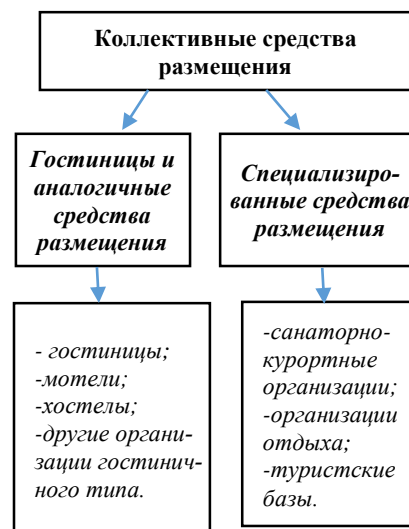 Коллективные средства
размещения
Гостиницы и
аналогичные
средства
размещения
Специализиро-
ванные средства
размещения
- гостиницы;
-мотели;
-хостелы;
-другие органи-
зации гостинич-
ного типа.
-санаторно-
курортные
организации;
-организации
отдыха;
-туристские
базы.